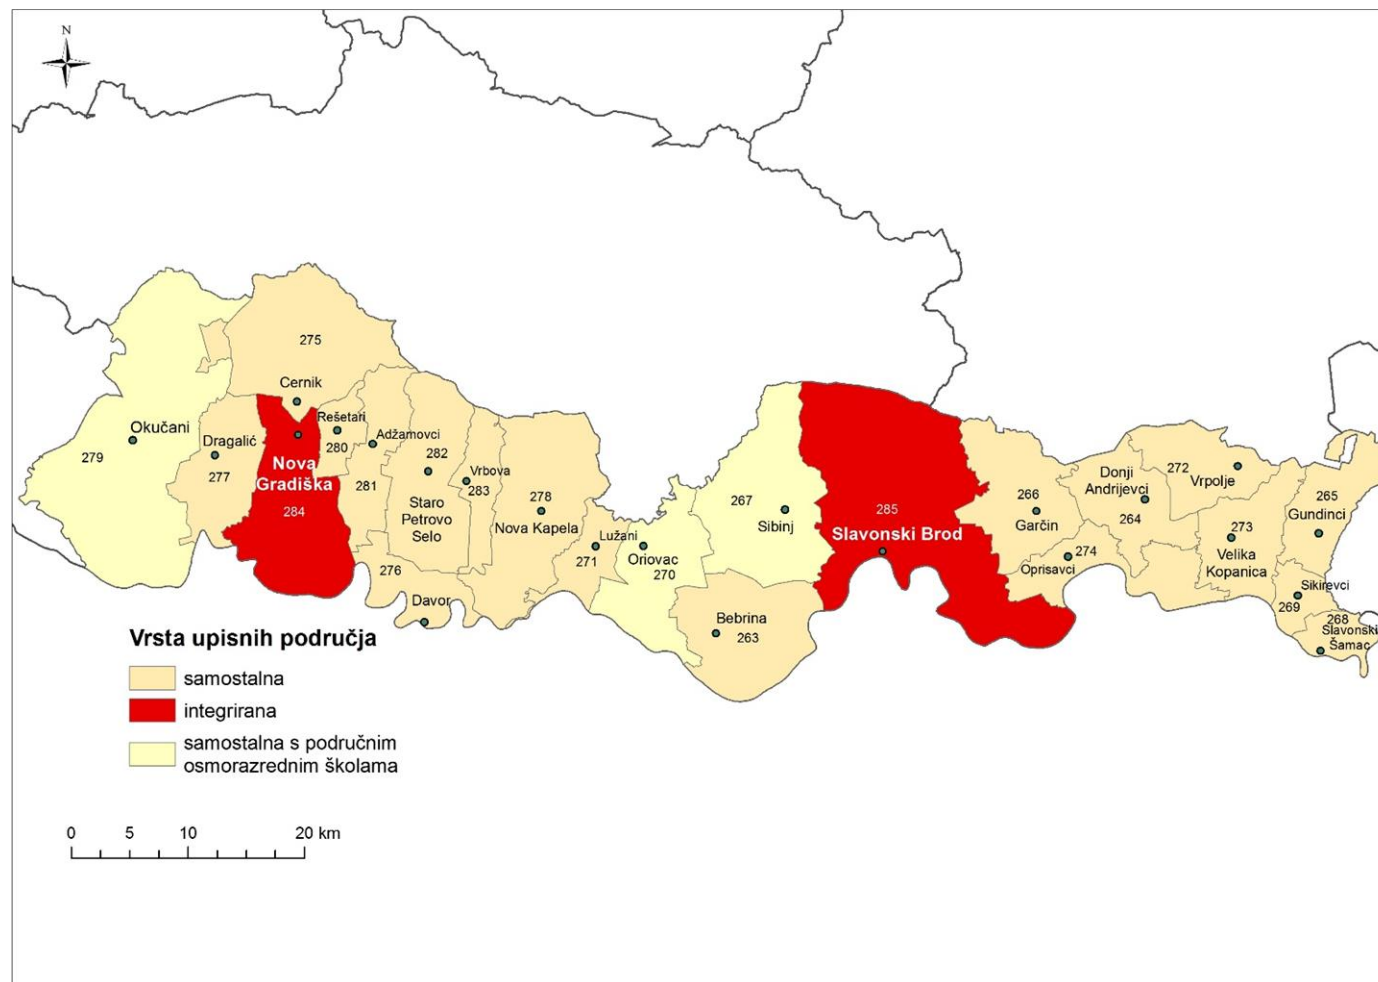 N
275
Cernik
Okučani
279
Dragalić
277
Rešetari
280
Adžamovci
281
Nova
Gradiška
284
282
Staro
Petrovo
Selo
Vrbova
283
278
Nova Kapela
276
Davor
Lužani
271
Oriovac
270
267
Sibinj
Bebrina
263
285
Slavonski Brod
266
Garčin
274
Oprisavci
Donji
Andrijevci
264
272
Vrpolje
273
Velika
Kopanica
265
Gundinci
Sikirevci
269
268
Slavonski
Šamac
Vrsta upisnih područja
samostalna
integrirana
samostalna s područnim
osmorazrednim školama
0 5 10 20 km